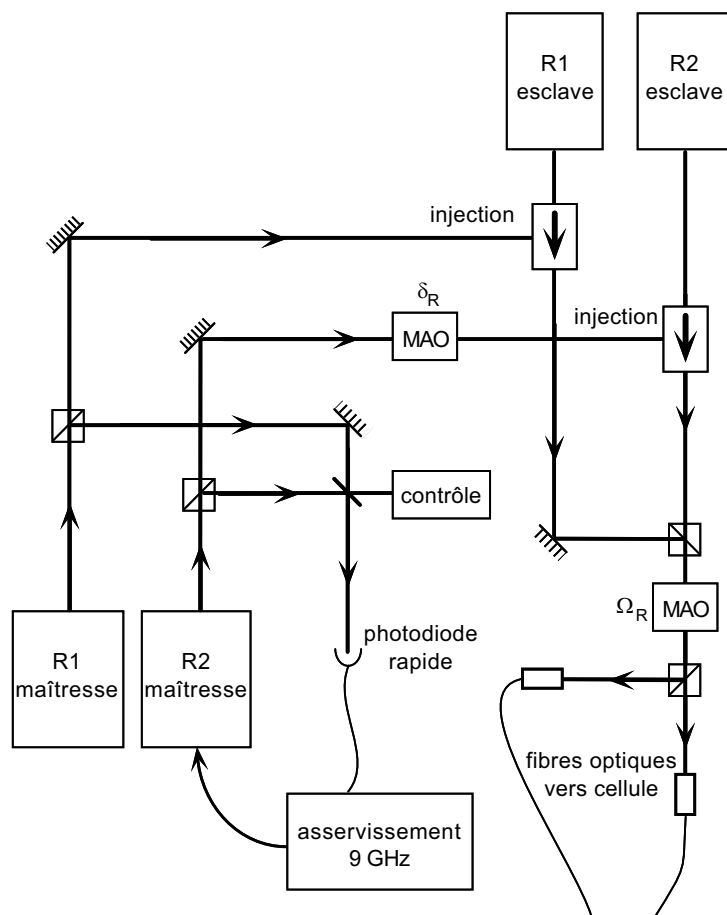 R1
esclave
R2
esclave
injection
δR
MAO
injection
contrôle
ΩR
MAO
R1
maîtresse
R2
maîtresse
photodiode
rapide
fibres optiques
vers cellule
asservissement
9 GHz